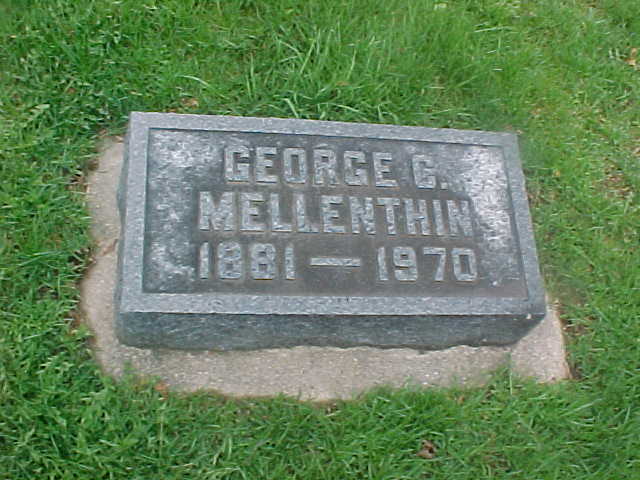 GEORGE C.
MELLENTHIN
1881 — 1970